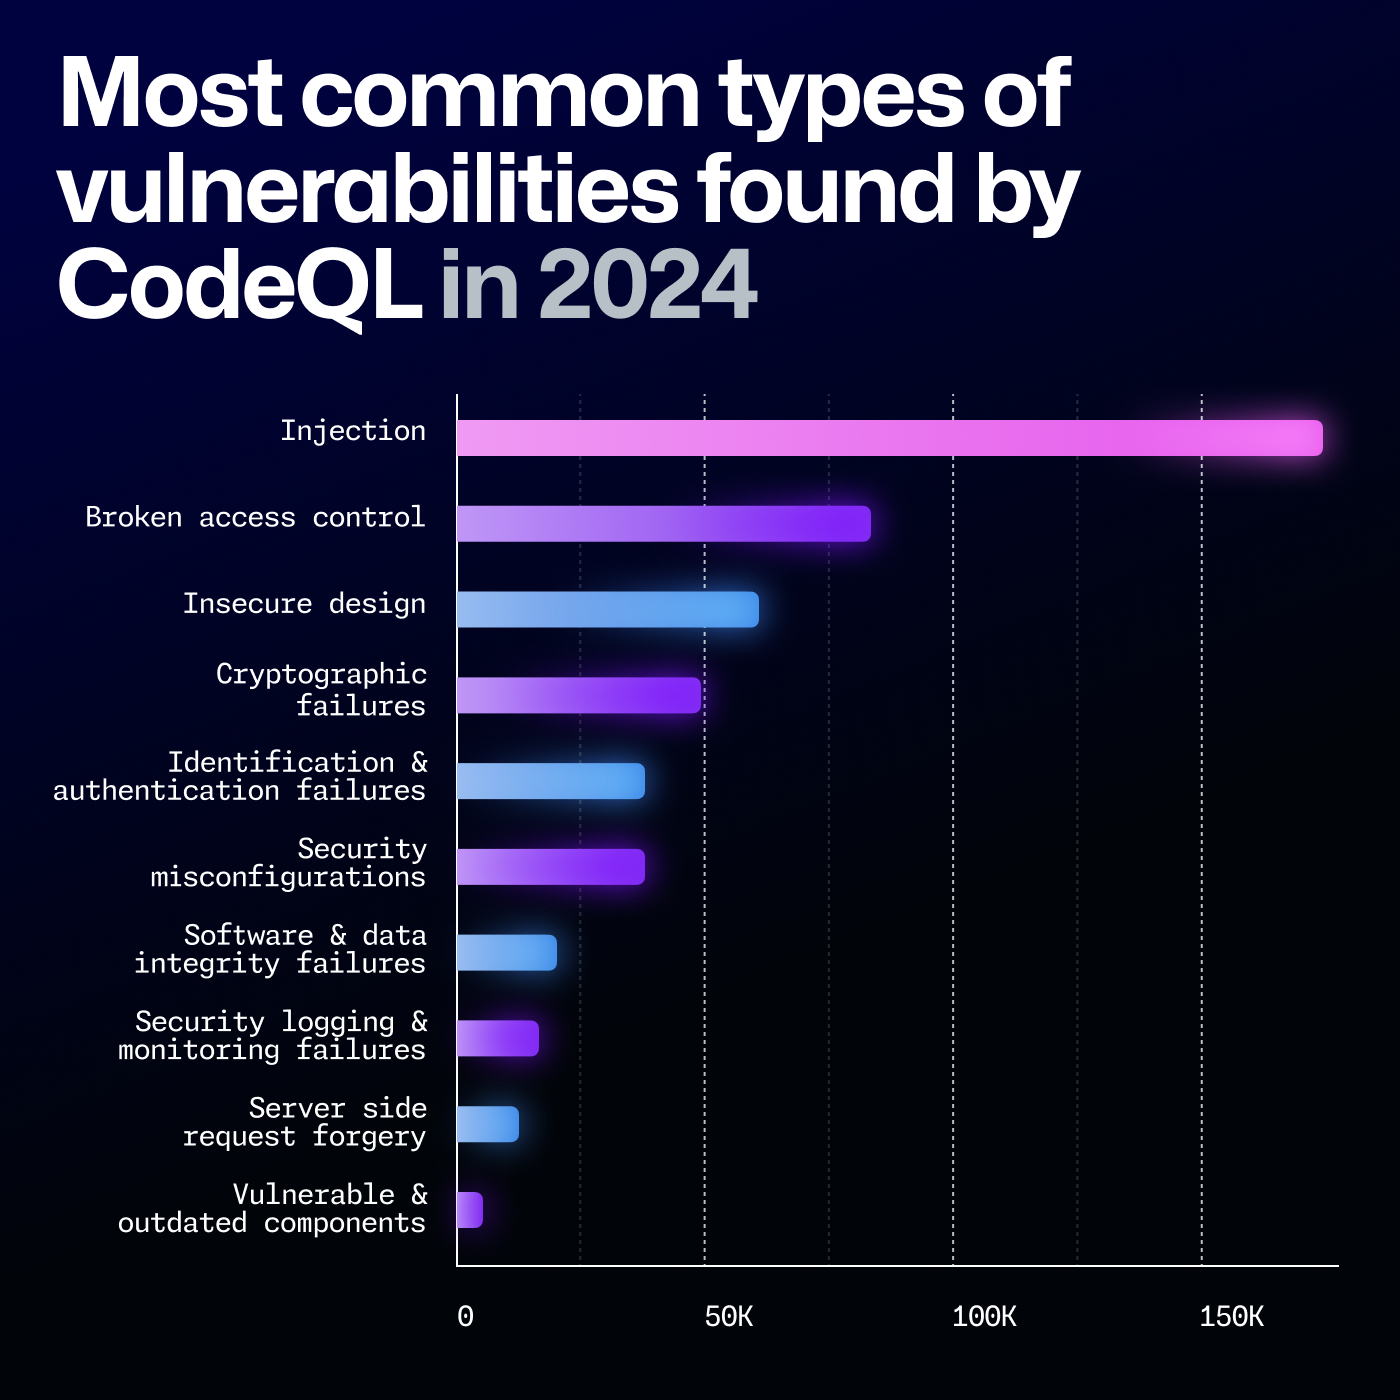 Most common types of
vulnerabilities found by
CodeQL in 2024
Injection
Broken access control
Insecure design
Cryptographic
failures
Identification &
authentication failures
Security
misconfigurations
Software & data
integrity failures
Security logging &
monitoring failures
Server side
request forgery
Vulnerable &
outdated components
0 50K 100K 150K